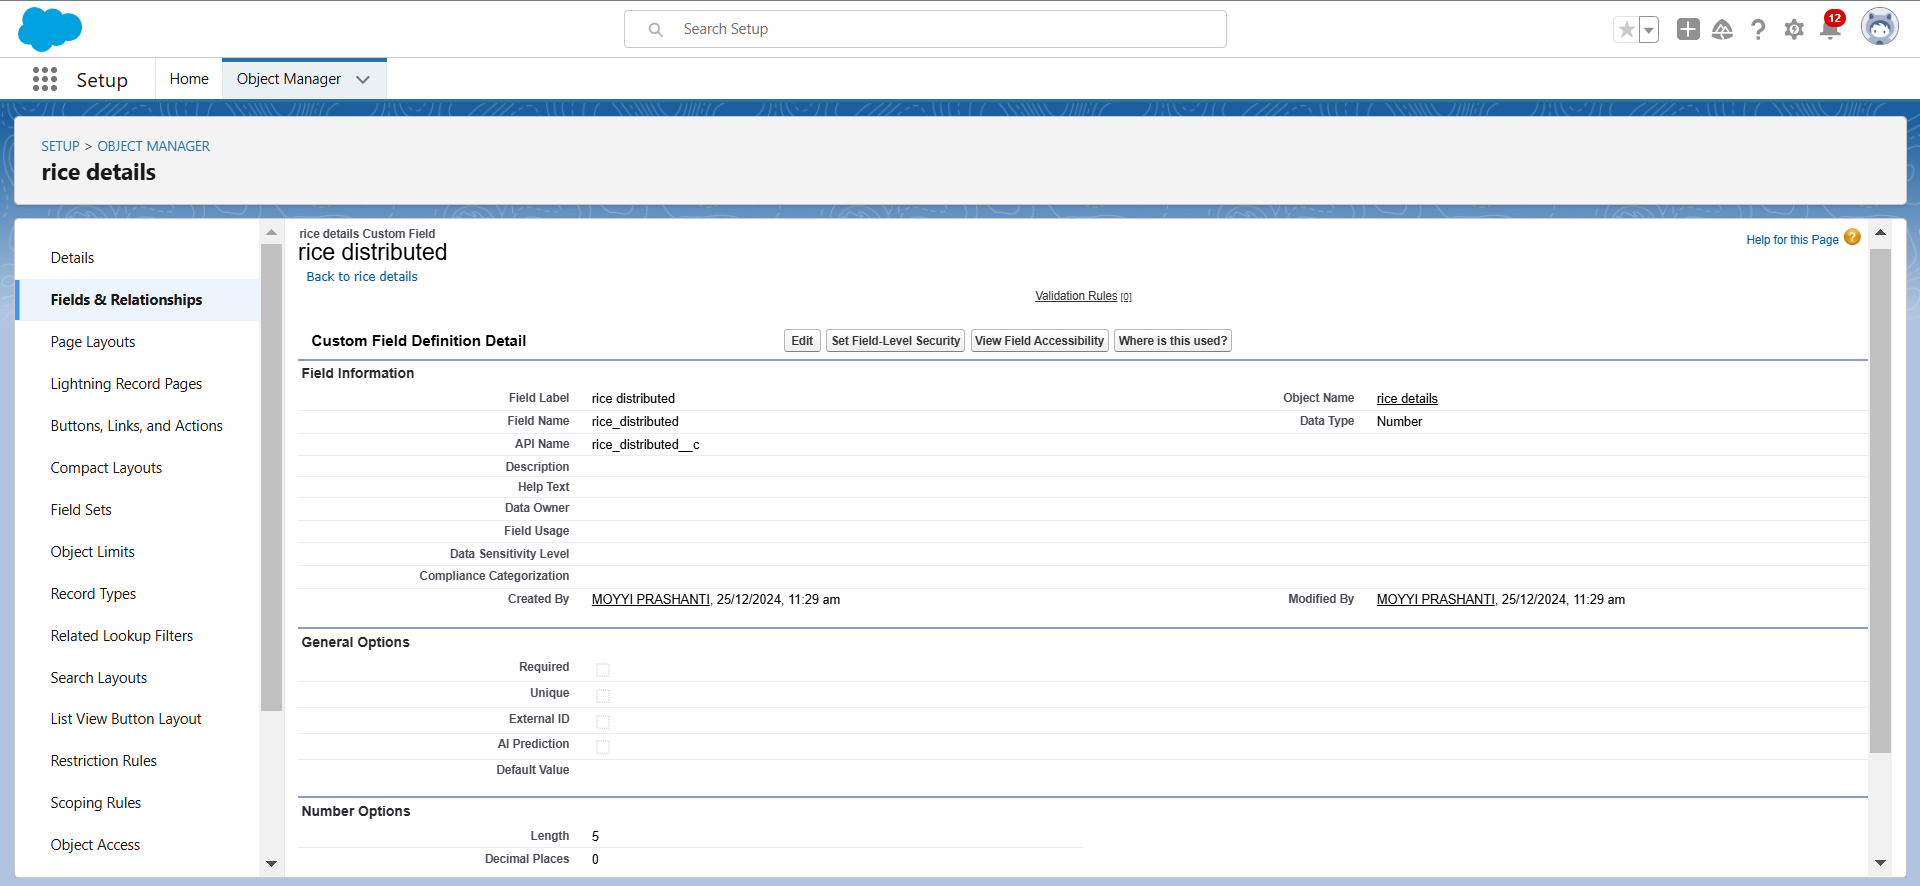 Search Setup
12
Setup
Home
Object Manager
SETUP > OBJECT MANAGER
rice details
Details
Fields & Relationships
Page Layouts
Lightning Record Pages
Buttons, Links, and Actions
Compact Layouts
Field Sets
Object Limits
Record Types
Related Lookup Filters
Search Layouts
List View Button Layout
Restriction Rules
Scoping Rules
Object Access
rice details Custom Field
rice distributed
Back to rice details
Help for this Page ?
Validation Rules [0]
Custom Field Definition Detail
Edit
Set Field-Level Security
View Field Accessibility
Where is this used?
Field Information
Field Label rice distributed Object Name rice details
Field Name rice_distributed Data Type Number
API Name rice_distributed__c
Description
Help Text
Data Owner
Field Usage
Data Sensitivity Level
Compliance Categorization
Created By MOYYI PRASHANTI, 25/12/2024, 11:29 am Modified By MOYYI PRASHANTI, 25/12/2024, 11:29 am
General Options
Required
Unique
External ID
AI Prediction
Default Value
Number Options
Length 5
Decimal Places 0